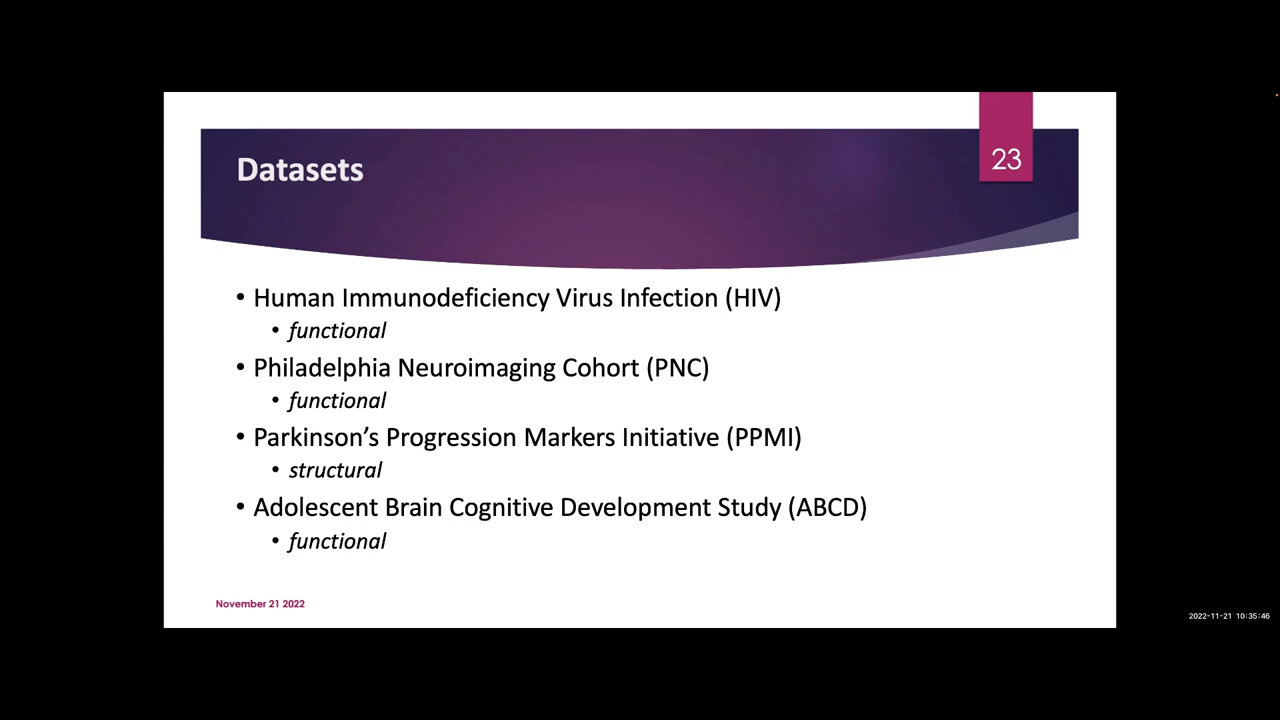 23
Datasets
• Human Immunodeficiency Virus Infection (HIV)
• functional
• Philadelphia Neuroimaging Cohort (PNC)
• functional
• Parkinson’s Progression Markers Initiative (PPMI)
• structural
• Adolescent Brain Cognitive Development Study (ABCD)
• functional
November 21 2022
2022-11-21 10:35:46